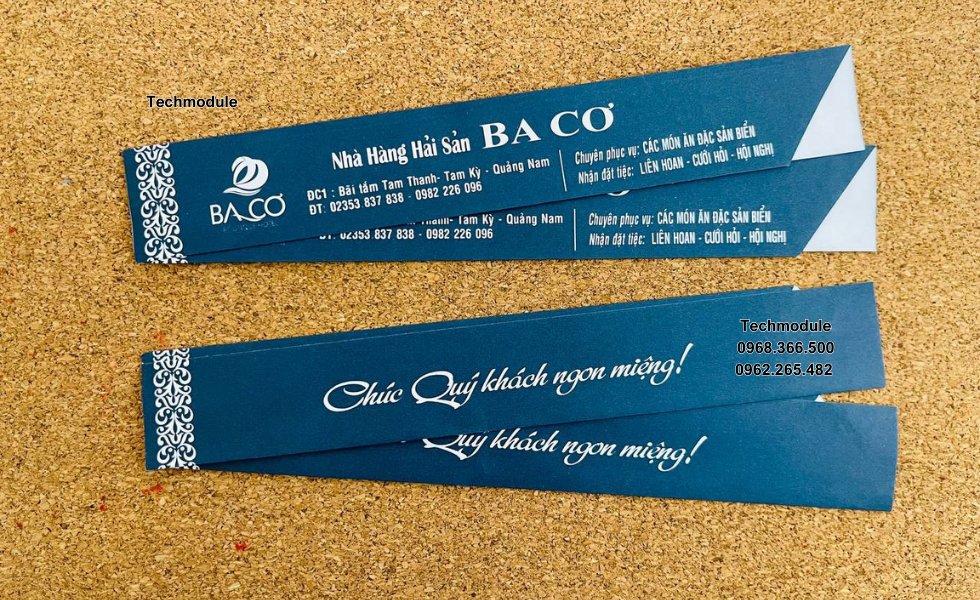 Techmodule
Nhà Hàng Hải Sản BA CƠ
BA CƠ
ĐC1 : Bãi tắm Tam Thanh- Tam Kỳ - Quảng Nam
ĐT: 02353 837 838 - 0982 226 096
Chuyên phục vụ: CÁC MÓN ĂN ĐẶC SẢN BIỂN
Nhận đặt tiệc: LIÊN HOAN - CƯỚI HỎI - HỘI NGHỊ
Tam Kỳ - Quảng Nam
ĐT: 02353 837 838 - 0982 226 096
Chuyên phục vụ: CÁC MÓN ĂN ĐẶC SẢN BIỂN
Nhận đặt tiệc: LIÊN HOAN - CƯỚI HỎI - HỘI NGHỊ
Techmodule
0968.366.500
0962.265.482
Chúc Quý khách ngon miệng!
Quý khách ngon miệng!